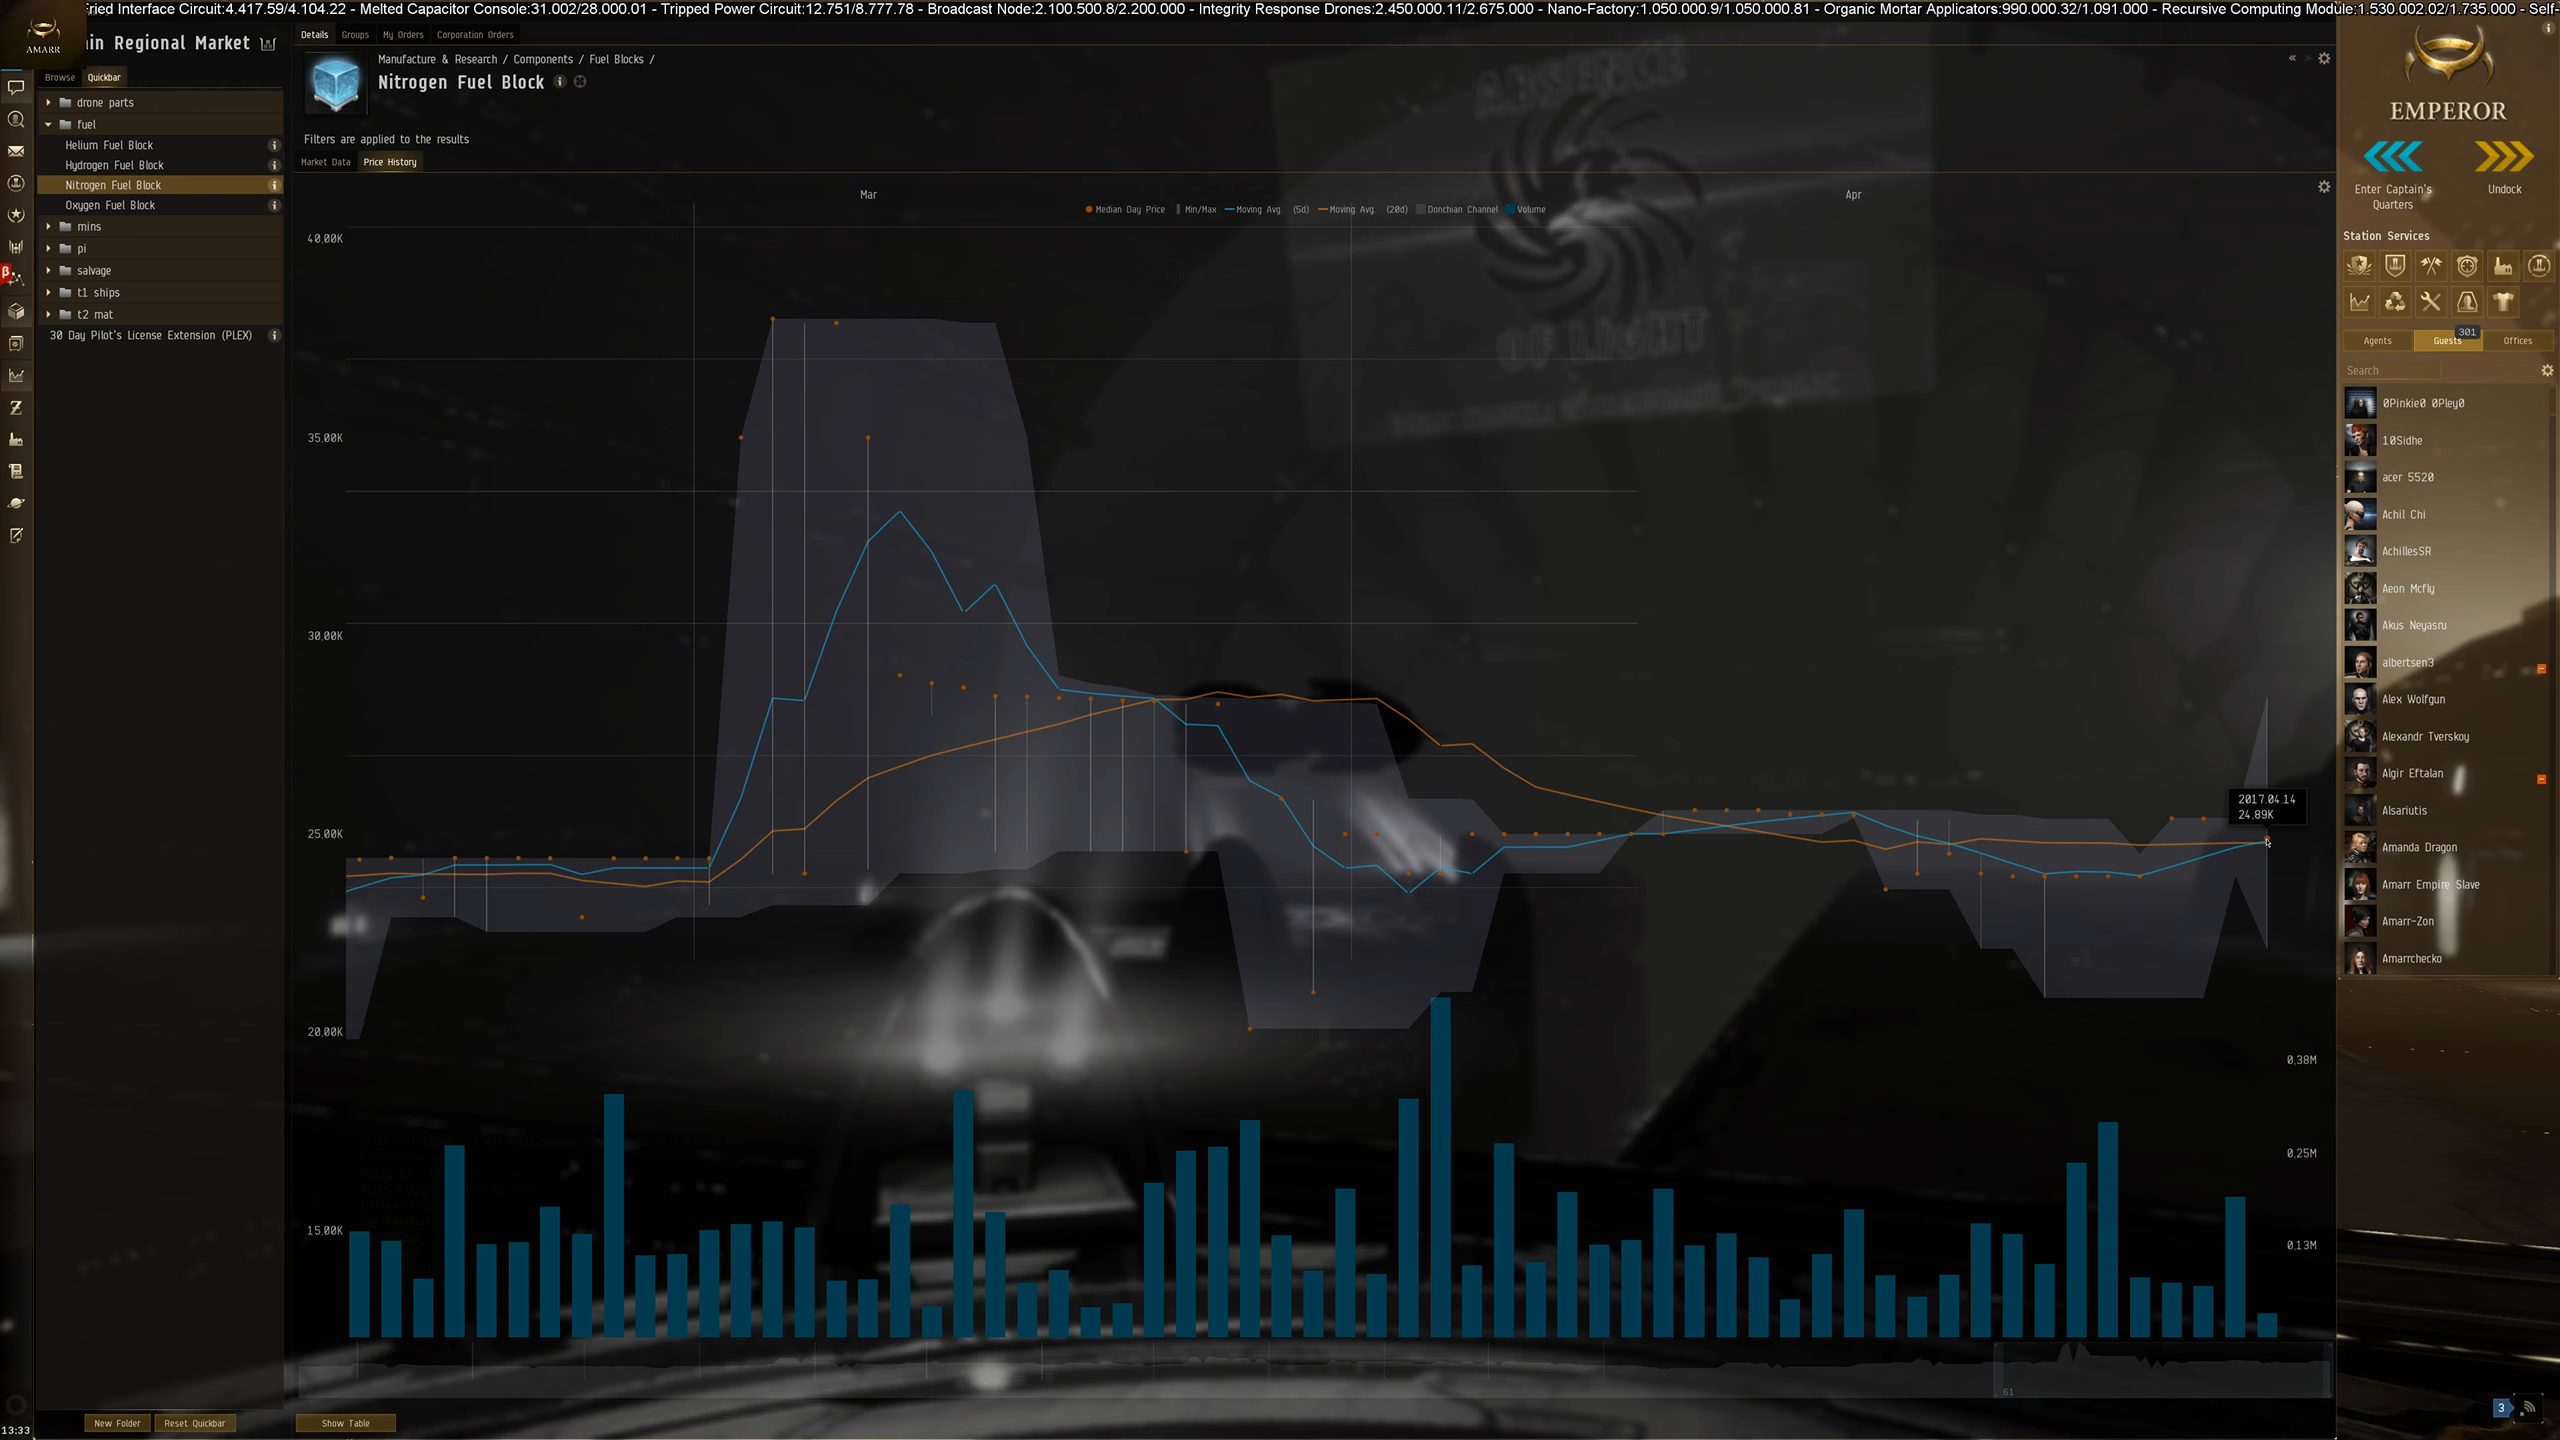 Fried Interface Circuit:4.417.59/4.104.22 - Melted Capacitor Console:31.002/28.000.01 - Tripped Power Circuit:12.751/8.777.78 - Broadcast Node:2.100.500.8/2.200.000 - Integrity Response Drones:2.450.000.11/2.675.000 - Nano-Factory:1.050.000.9/1.050.000.81 - Organic Mortar Applicators:990.000.32/1.091.000 - Recursive Computing Module:1.530.002.02/1.735.000 - Self-
AMARR
in Regional Market
Browse Quickbar
drone parts
fuel
Helium Fuel Block
Hydrogen Fuel Block
Nitrogen Fuel Block
Oxygen Fuel Block
mins
pi
salvage
t1 ships
t2 mat
30 Day Pilot's License Extension (PLEX)
New Folder Reset Quickbar
13:33
Details Groups My Orders Corporation Orders
Manufacture & Research / Components / Fuel Blocks /
Nitrogen Fuel Block
Filters are applied to the results
Market Data Price History
Mar Apr
Median Day Price Min/Max Moving Avg. (5d) Moving Avg. (20d) Donchian Channel Volume
40,00K
35,00K
30,00K
25,00K
20,00K
15,00K
2017.04.14
24,89K
0,38M
0,25M
0,13M
61
Show Table
ABSENCE
OF LIGHT
EMPEROR
Enter Captain's Quarters
Undock
Station Services
301
Agents Guests Offices
Search
0Pinkie0 0Pley0
10Sidhe
acer 5520
Achil Chi
AchillesSR
Aeon Mcfly
Akus Neyasru
albertsen3
Alex Wolfgun
Alexandr Tverskoy
Algir Eftalan
Alsariutis
Amanda Dragon
Amarr Empire Slave
Amarr-Zon
Amarrchecko
3